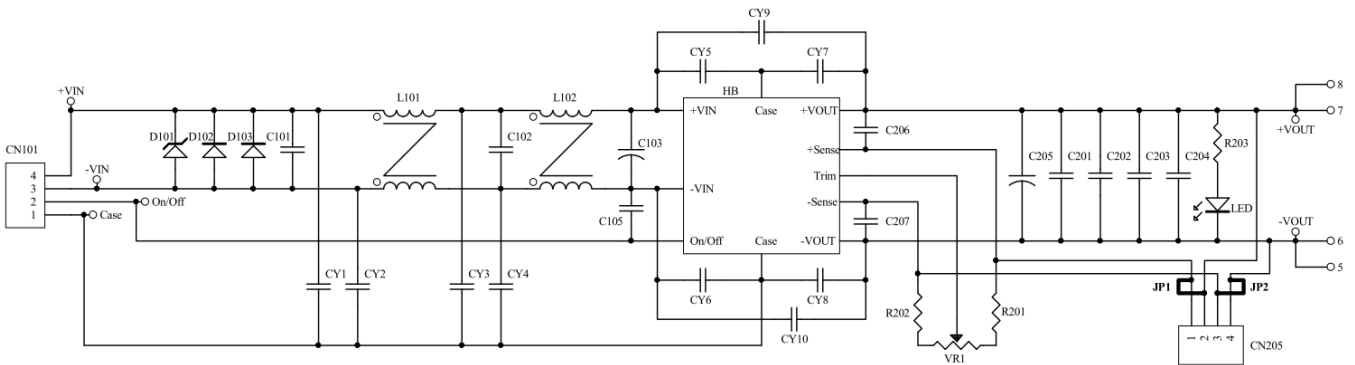 CY9
CY5 CY7
+VIN L101 L102 HB 8
+VIN Case +VOUT 7
D101 D102 D103 C101 C102 C103 C206 +VOUT
CN101 +Sense R203
4 -VIN C205 C201 C202 C203 C204
3 -VIN Trim
2 On/Off -Sense
1 Case C105 C207 LED -VOUT
On/Off Case -VOUT 6
5
CY1 CY2 CY3 CY4 CY6 CY8 JP1 JP2
R202 R201
CY10 1 2 3 4 CN205
VR1